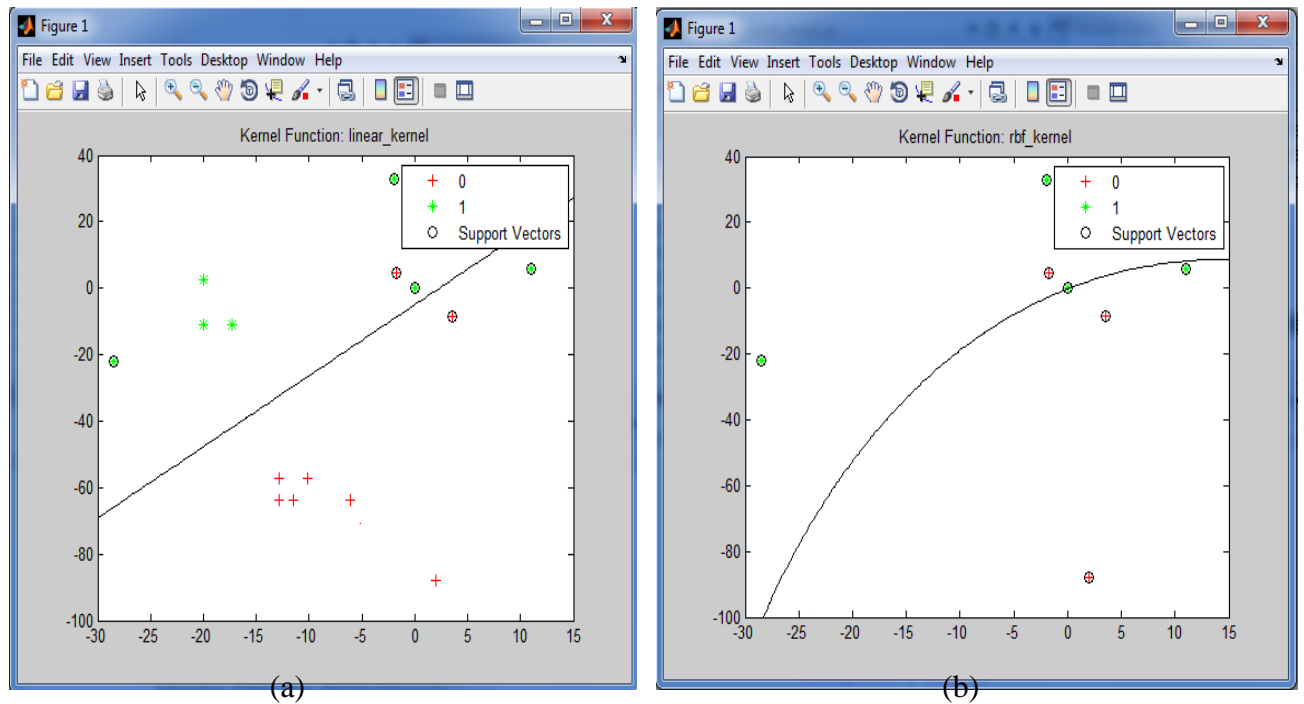 Figure 1
File Edit View Insert Tools Desktop Window Help
Kernel Function: linear_kernel
40
20
0
-20
-40
-60
-80
-100
-30 -25 -20 -15 -10 -5 0 5 10 15
0
1
Support Vectors
(a)
Figure 1
File Edit View Insert Tools Desktop Window Help
Kernel Function: rbf_kernel
40
20
0
-20
-40
-60
-80
-100
-30 -25 -20 -15 -10 -5 0 5 10 15
0
1
Support Vectors
(b)